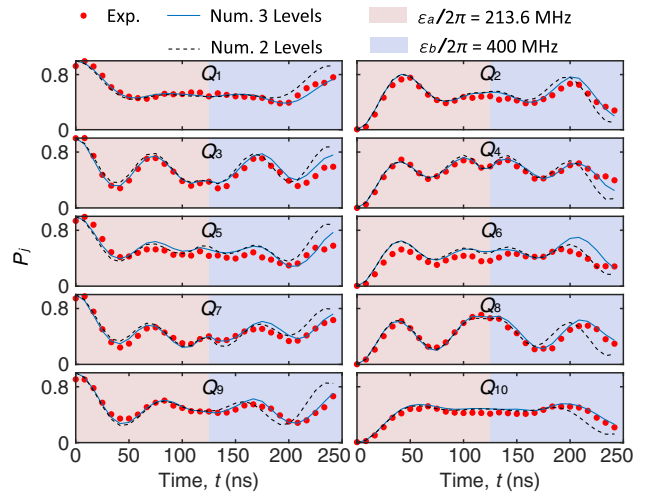 Exp.
Num. 3 Levels
εa/2π = 213.6 MHz
Num. 2 Levels
εb/2π = 400 MHz
0.8
Q1
0
0.8
Q2
0
0.8
Q3
0
0.8
Q4
0
0.8
Q5
0
0.8
Q6
0
0.8
Q7
0
0.8
Q8
0
0.8
Q9
0
0.8
Q10
0
Pj
0 50 100 150 200 250
0 50 100 150 200 250
Time, t (ns)
Time, t (ns)